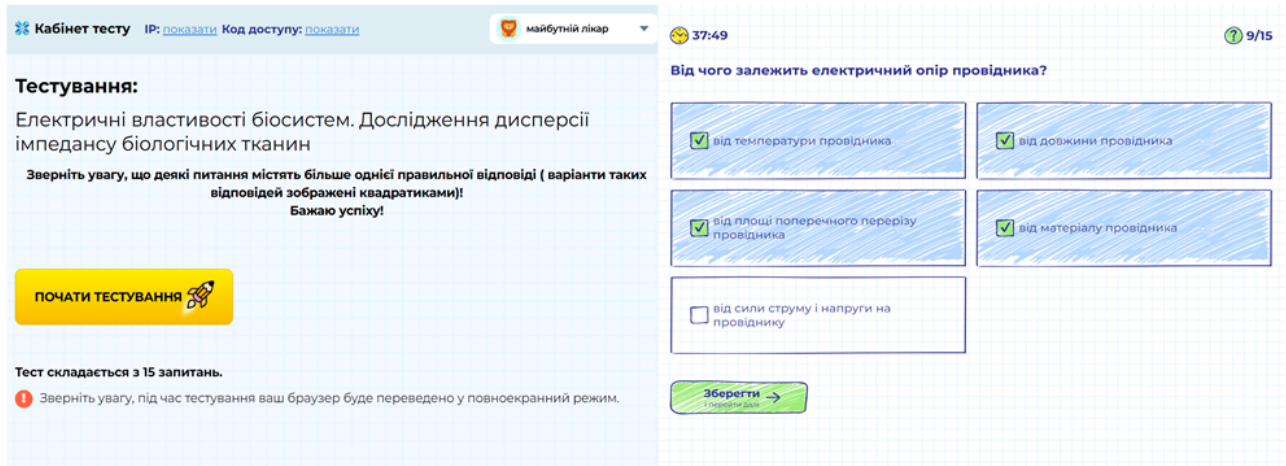 Кабінет тесту IP: показати Код доступу: показати
майбутній лікар
Тестування:
Електричні властивості біосистем. Дослідження дисперсії
імпедансу біологічних тканин
Зверніть увагу, що деякі питання містять більше однієї правильної відповіді ( варіанти таких
відповідей зображені квадратиками)!
Бажаю успіху!
ПОЧАТИ ТЕСТУВАННЯ
Тест складається з 15 запитань.
Зверніть увагу, під час тестування ваш браузер буде переведено у повноекранний режим.
37:49
9/15
Від чого залежить електричний опір провідника?
від температури провідника
від довжини провідника
від площі поперечного перерізу
провідника
від матеріалу провідника
від сили струму і напруги на
провіднику
Зберегти
і перейти далі